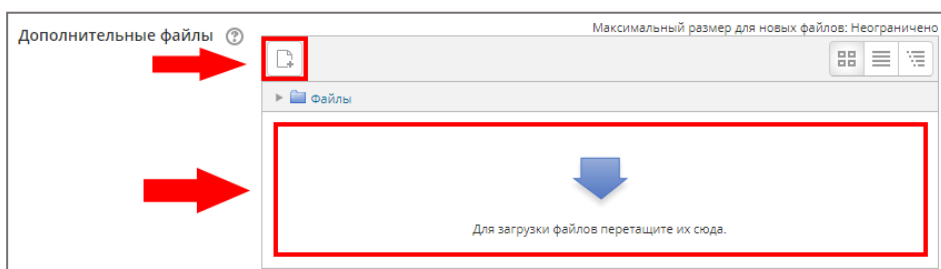 Дополнительные файлы
Максимальный размер для новых файлов: Неограничено
Файлы
Для загрузки файлов перетащите их сюда.